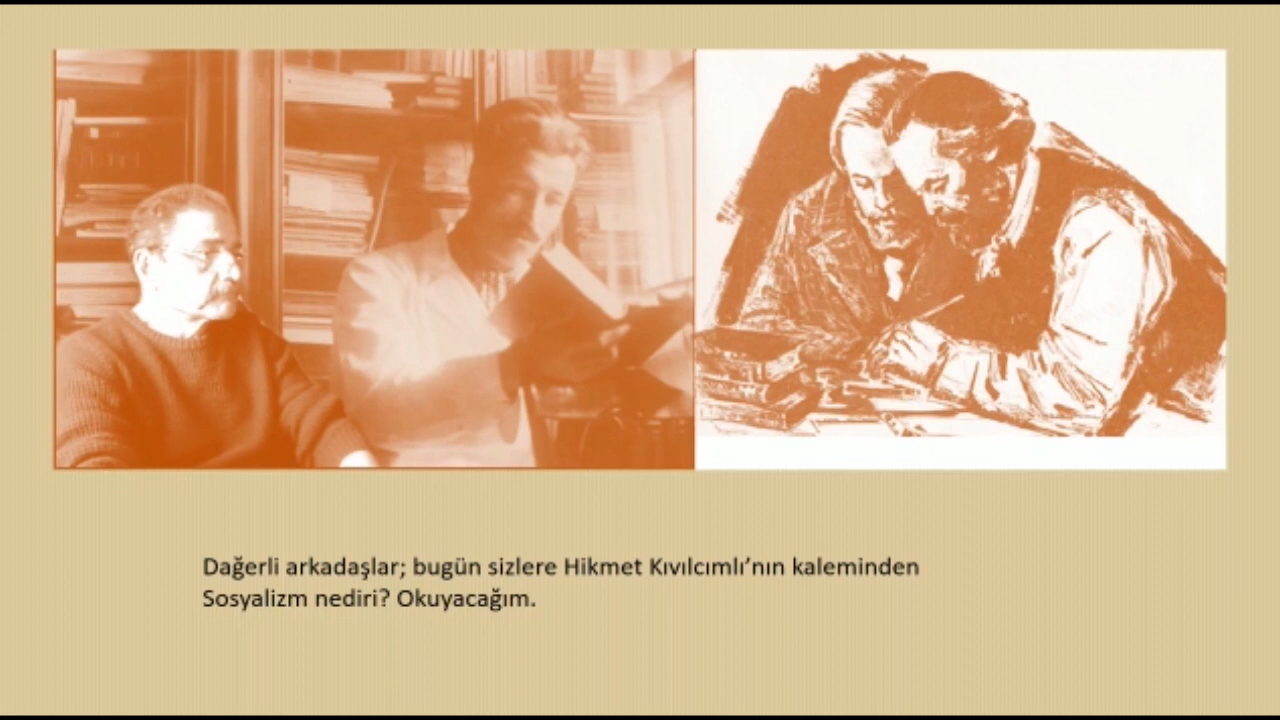 Dağerli arkadaşlar; bugün sizlere Hikmet Kıvılcımlı’nın kaleminden
Sosyalizm nediri? Okuyacağım.